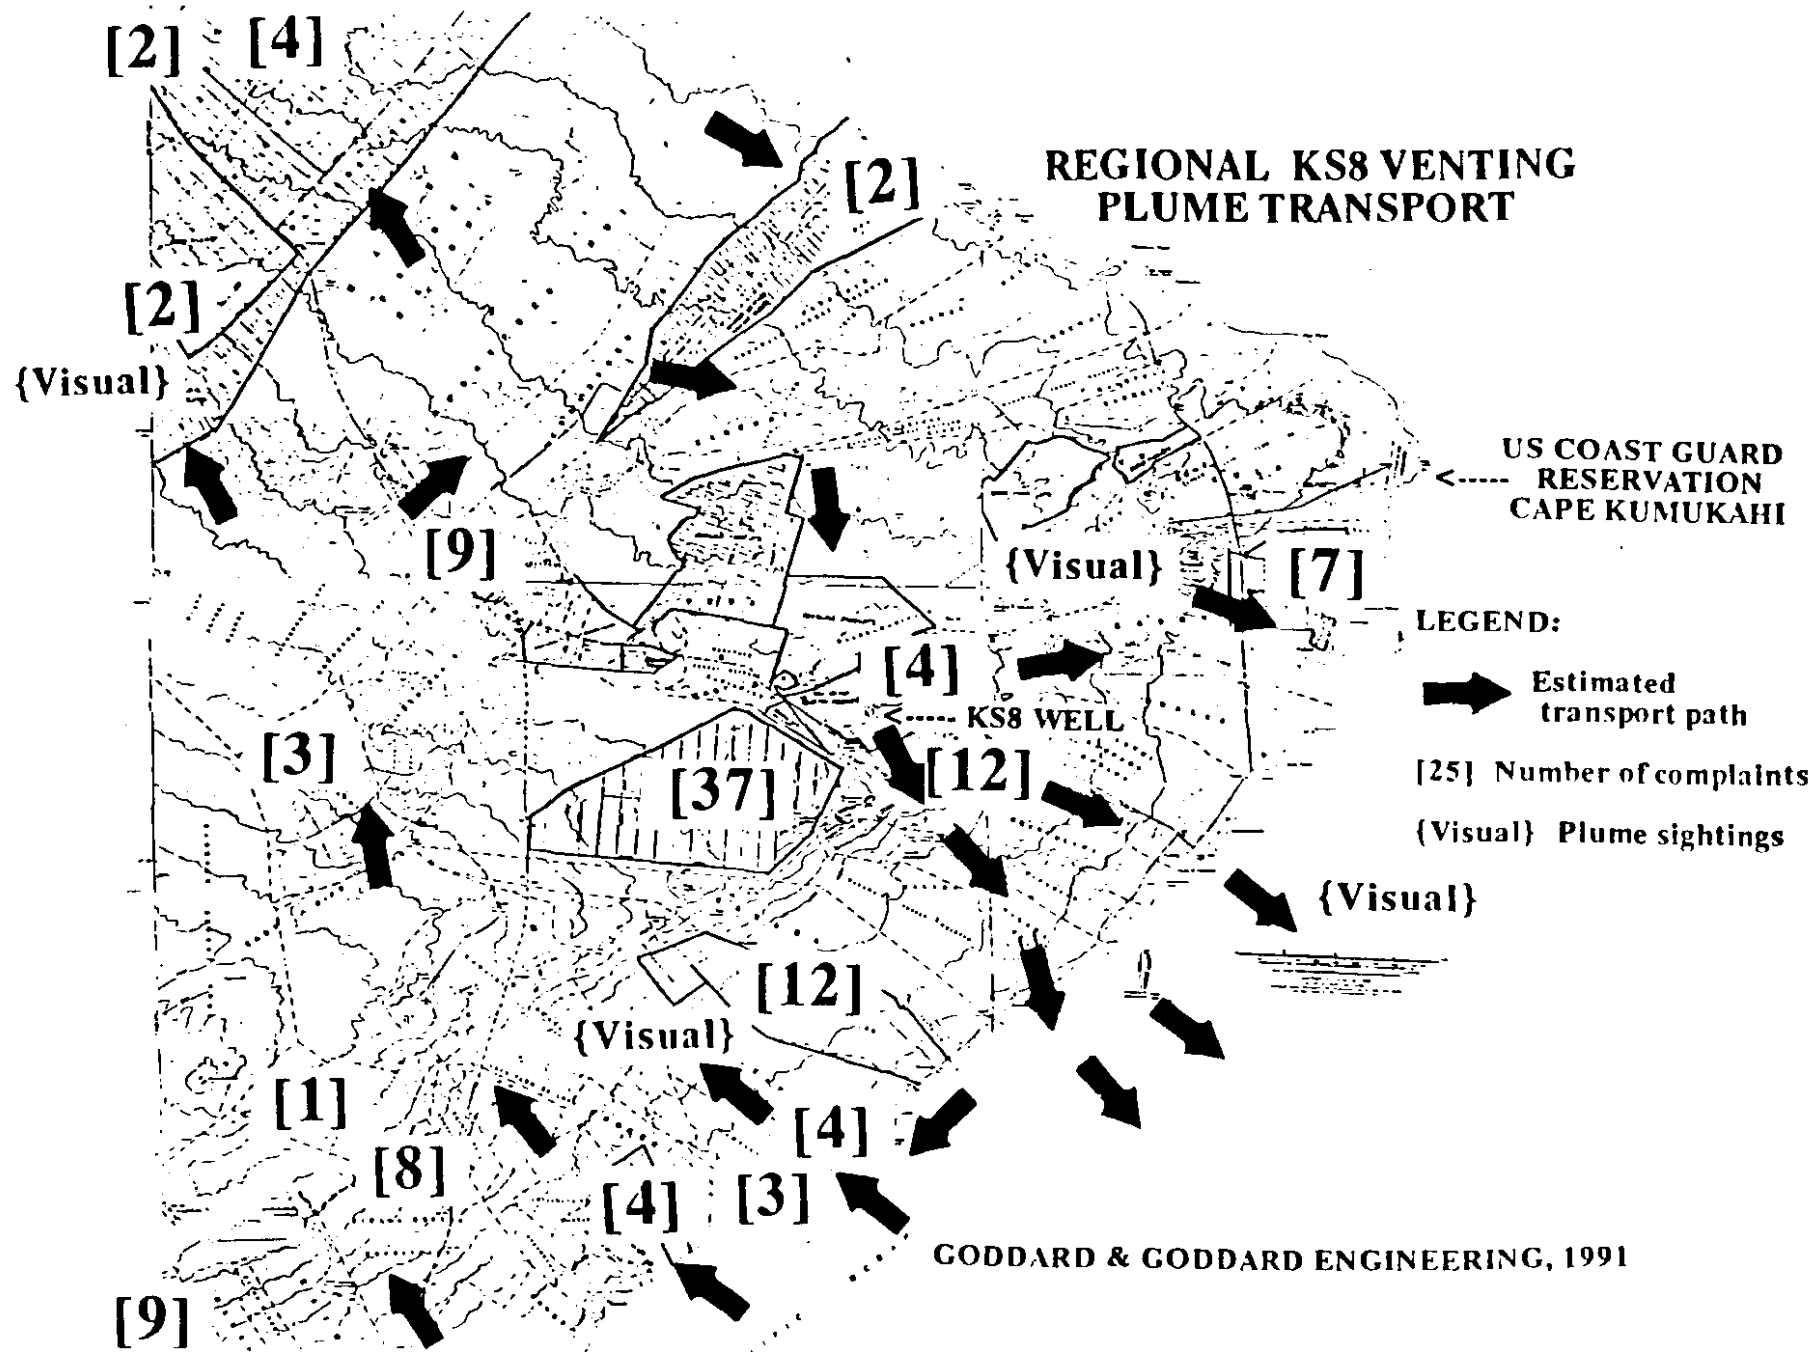 [2] [4]
[2]
REGIONAL KS8 VENTING
PLUME TRANSPORT
[2]
{Visual}
US COAST GUARD
<----- RESERVATION
CAPE KUMUKAHI
[9]
{Visual}
[7]
LEGEND:
[4]
Estimated
transport path
<----- KS8 WELL
[3]
[37]
[12]
[25] Number of complaints
{Visual} Plume sightings
{Visual}
[12]
{Visual}
[1]
[4]
[8]
[4]
[3]
GODDARD & GODDARD ENGINEERING, 1991
[9]